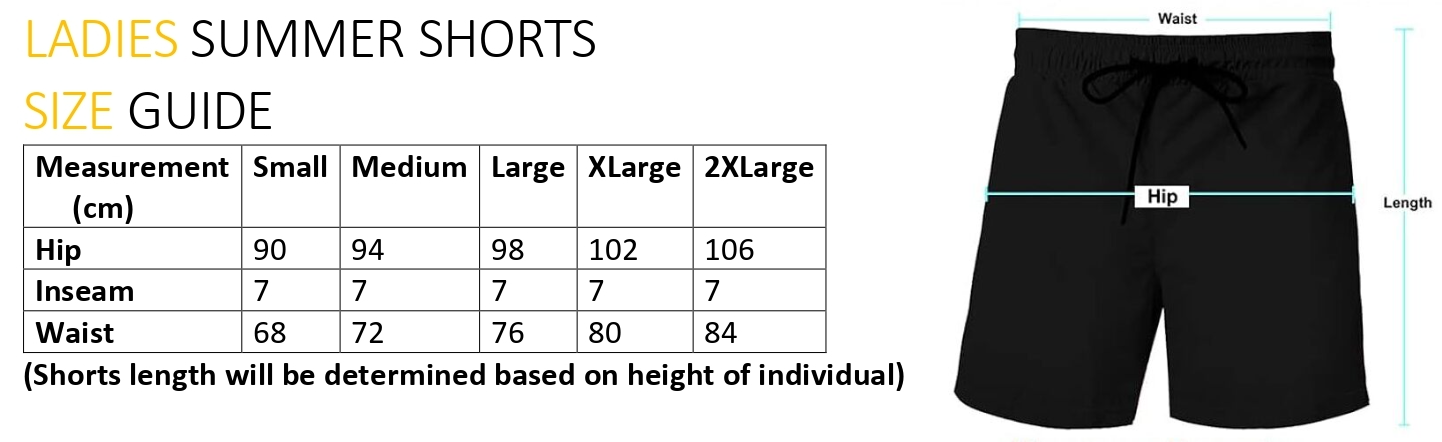 LADIES SUMMER SHORTS
SIZE GUIDE
Measurement (cm) Small Medium Large XLarge 2XLarge
Hip 90 94 98 102 106
Inseam 7 7 7 7 7
Waist 68 72 76 80 84
(Shorts length will be determined based on height of individual)
Waist
Hip
Length